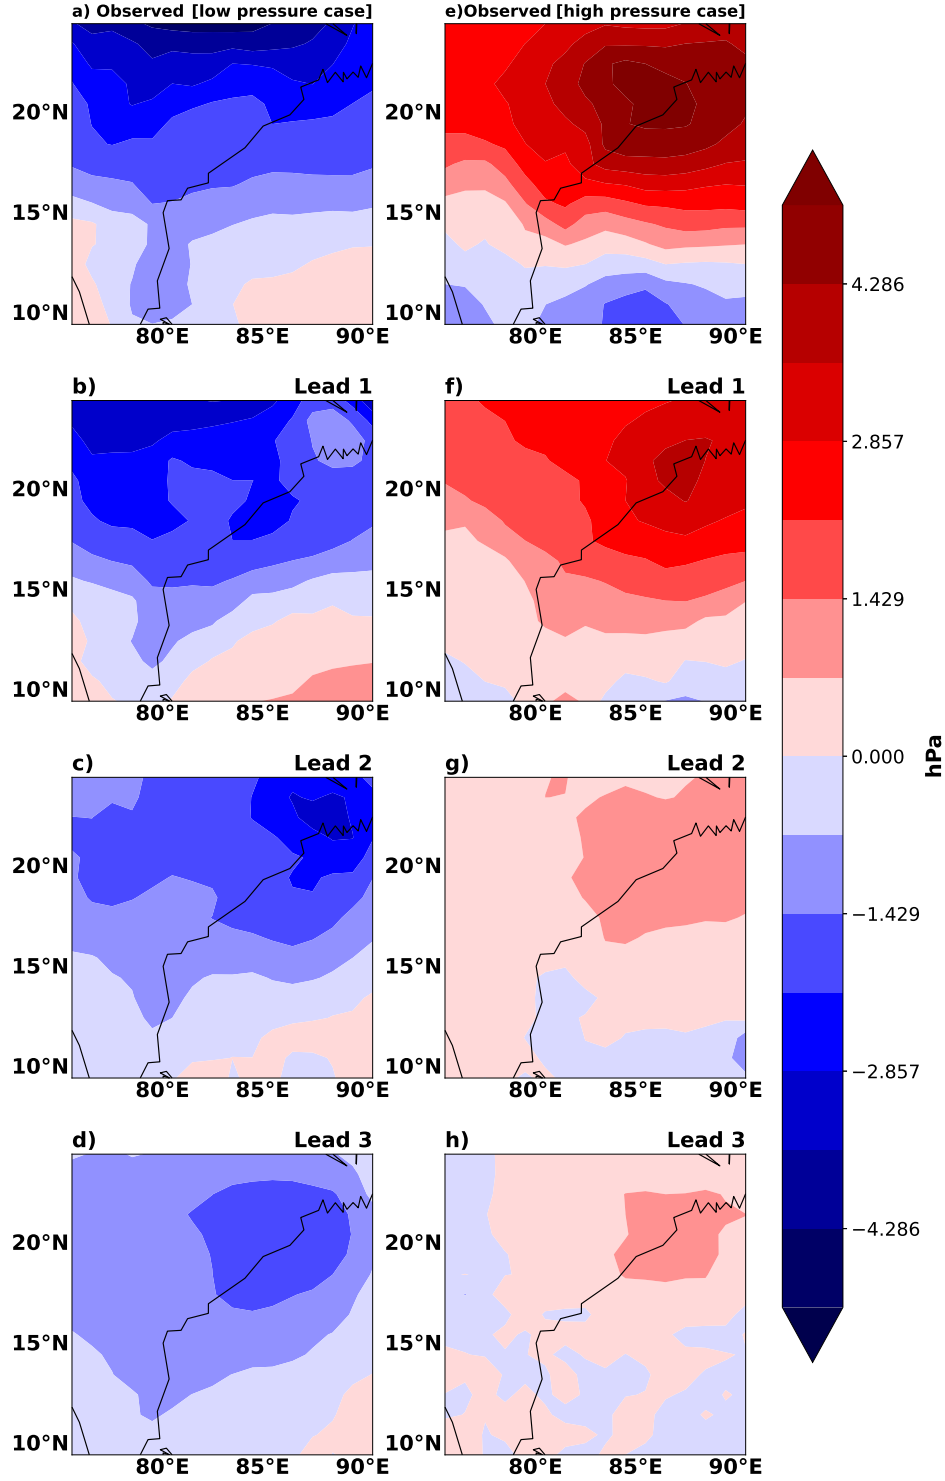 a) Observed [low pressure case]
20°N
15°N
10°N
80°E 85°E 90°E
e)Observed [high pressure case]
20°N
15°N
10°N
80°E 85°E 90°E
b) Lead 1
20°N
15°N
10°N
80°E 85°E 90°E
f) Lead 1
20°N
15°N
10°N
80°E 85°E 90°E
c) Lead 2
20°N
15°N
10°N
80°E 85°E 90°E
g) Lead 2
20°N
15°N
10°N
80°E 85°E 90°E
d) Lead 3
20°N
15°N
10°N
80°E 85°E 90°E
h) Lead 3
20°N
15°N
10°N
80°E 85°E 90°E
4.286
2.857
1.429
0.000
−1.429
−2.857
−4.286
hPa